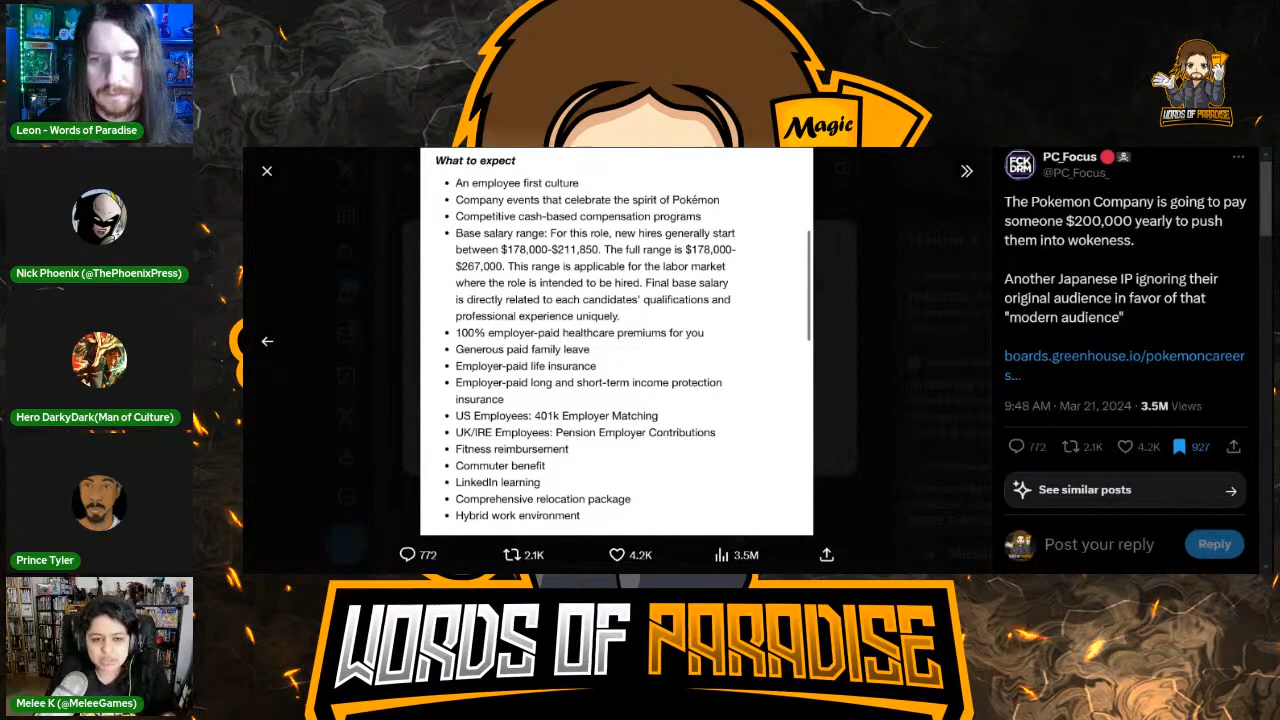 Leon - Words of Paradise
Nick Phoenix (@ThePhoenixPress)
Hero DarkyDark(Man of Culture)
Prince Tyler
Melee K (@MeleeGames)
Magic
WORDS OF PARADISE
What to expect
• An employee first culture
• Company events that celebrate the spirit of Pokémon
• Competitive cash-based compensation programs
• Base salary range: For this role, new hires generally start
between $178,000-$211,850. The full range is $178,000-
$267,000. This range is applicable for the labor market
where the role is intended to be hired. Final base salary
is directly related to each candidates' qualifications and
professional experience uniquely.
• 100% employer-paid healthcare premiums for you
• Generous paid family leave
• Employer-paid life insurance
• Employer-paid long and short-term income protection
insurance
• US Employees: 401k Employer Matching
• UK/IRE Employees: Pension Employer Contributions
• Fitness reimbursement
• Commuter benefit
• LinkedIn learning
• Comprehensive relocation package
• Hybrid work environment
772 2.1K 4.2K 3.5M
FCK
DRM
PC_Focus
@PC_Focus_
The Pokemon Company is going to pay
someone $200,000 yearly to push
them into wokeness.
Another Japanese IP ignoring their
original audience in favor of that
"modern audience"
boards.greenhouse.io/pokemoncareer
s...
9:48 AM · Mar 21, 2024 · 3.5M Views
772 2.1K 4.2K 927
See similar posts
Post your reply
Reply
WORDS OF PARADISE